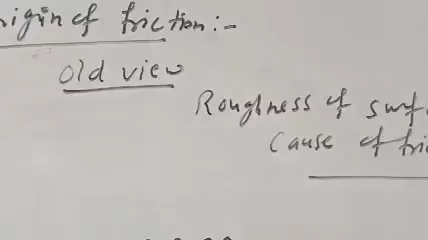 igin of friction:-
old view
Roughness of surf
Cause of fri